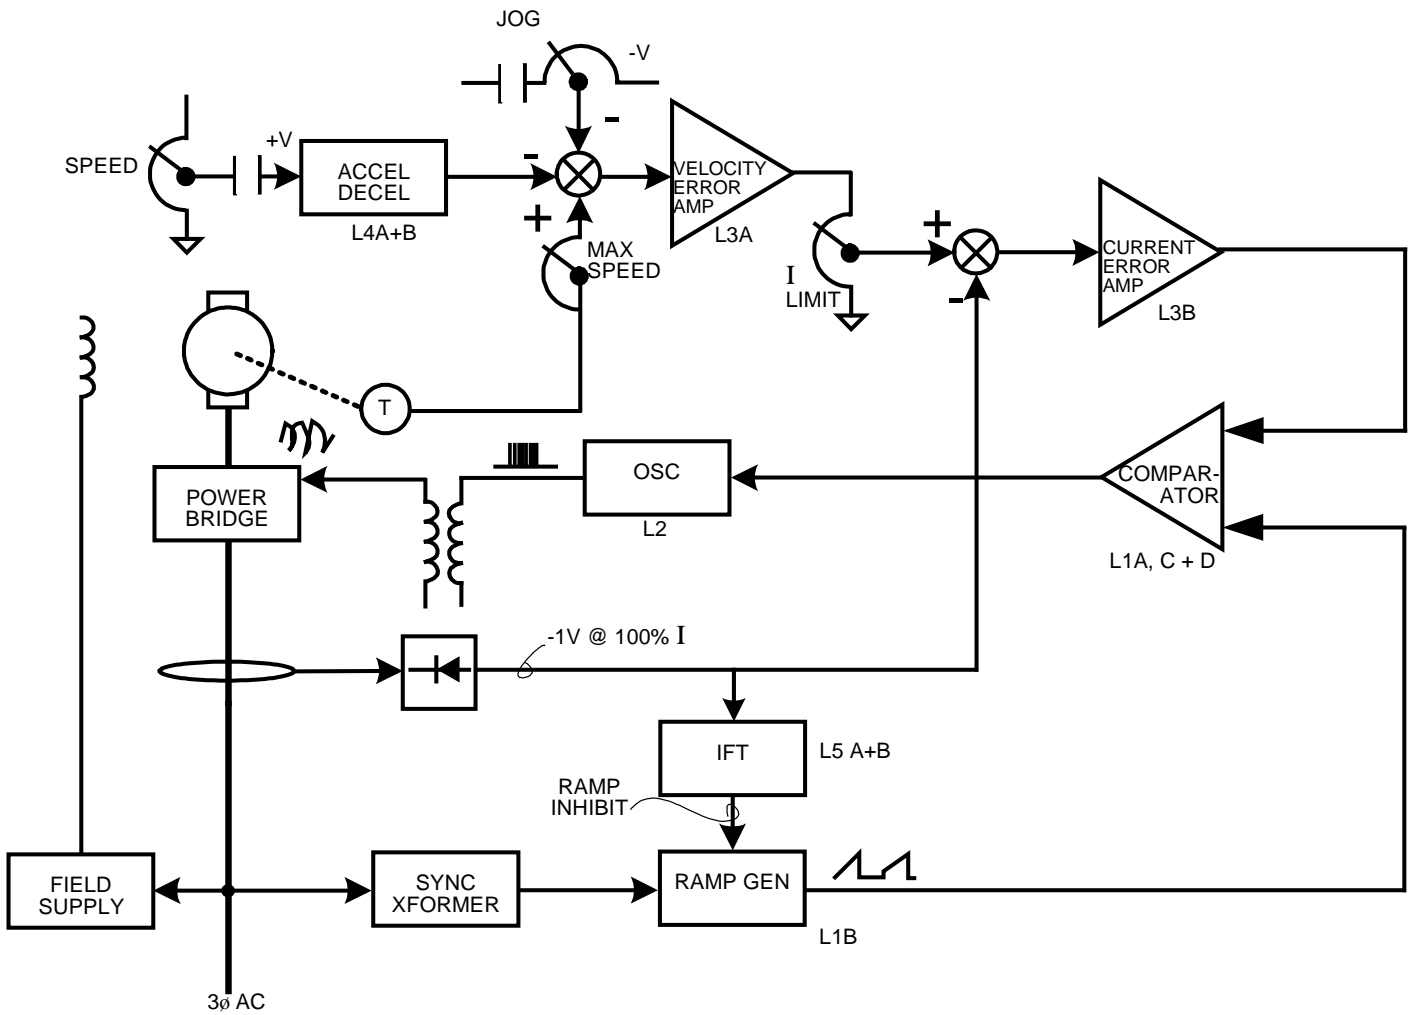 JOG
-V
SPEED
+V
ACCEL
DECEL
L4A+B
-
-
+
MAX
SPEED
VELOCITY
ERROR
AMP
L3A
I
LIMIT
+
-
CURRENT
ERROR
AMP
L3B
T
POWER
BRIDGE
OSC
L2
COMPAR-
ATOR
L1A, C + D
-1V @ 100% I
IFT
L5 A+B
RAMP
INHIBIT
FIELD
SUPPLY
SYNC
XFORMER
RAMP GEN
L1B
3ø AC